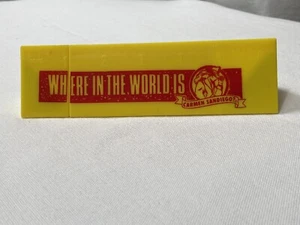 WHERE IN THE WORLD IS
CARMEN SANDIEGO